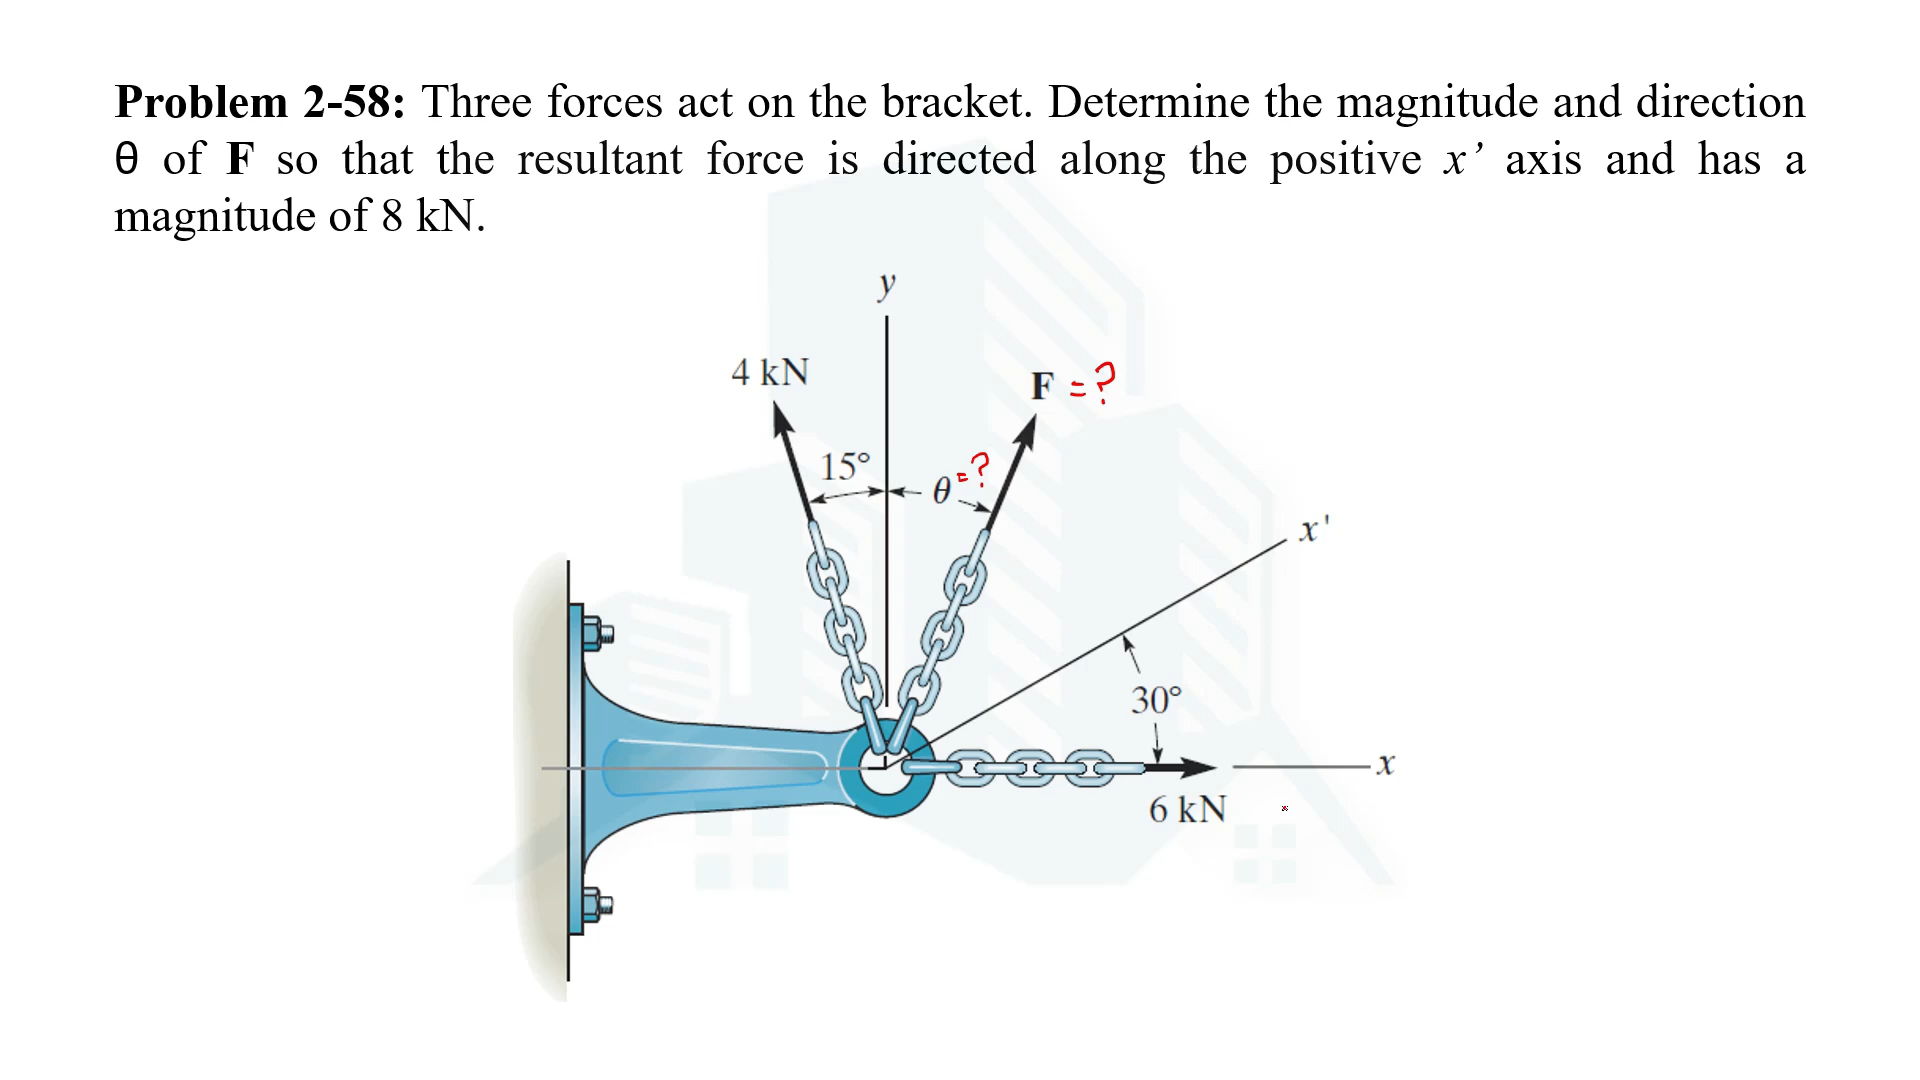 Problem 2-58: Three forces act on the bracket. Determine the magnitude and direction
θ of F so that the resultant force is directed along the positive x’ axis and has a
magnitude of 8 kN.
y
4 kN
F = ?
15°
θ = ?
x'
30°
x
6 kN